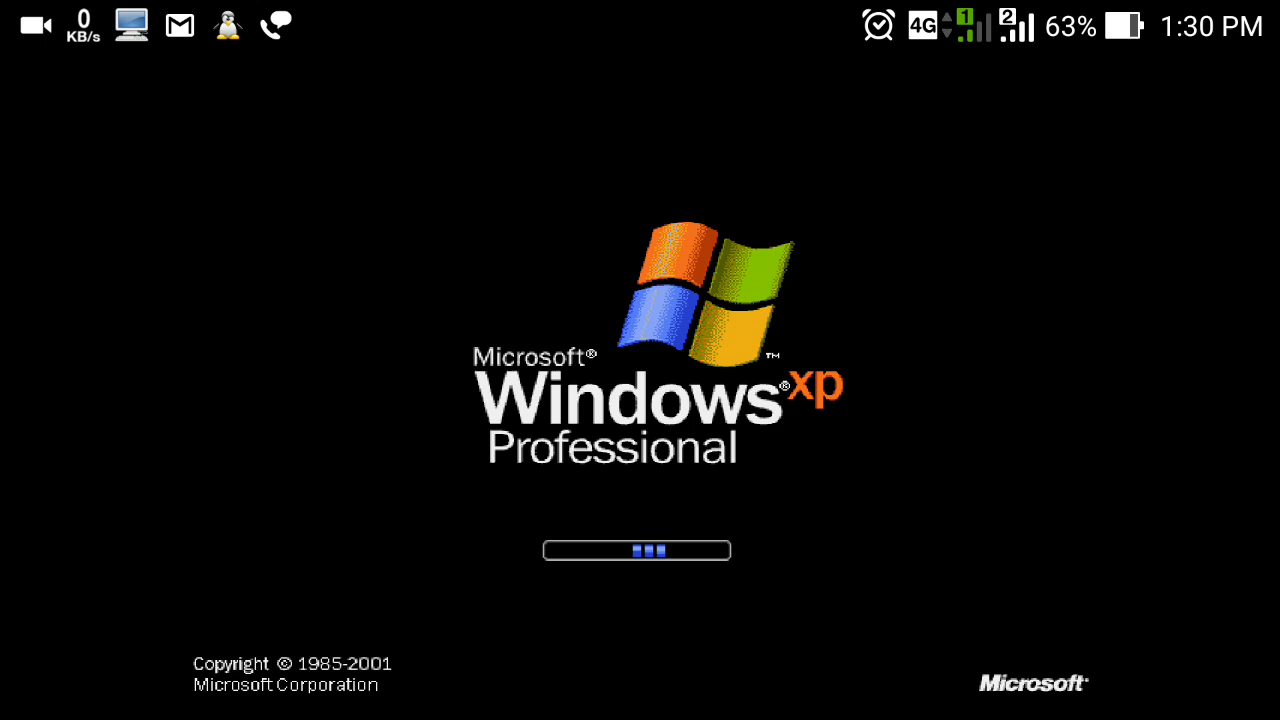 0 KB/s 4G 1 2 63% 1:30 PM
Microsoft®
Windows® xp ™
Professional
Copyright © 1985-2001
Microsoft Corporation
Microsoft®